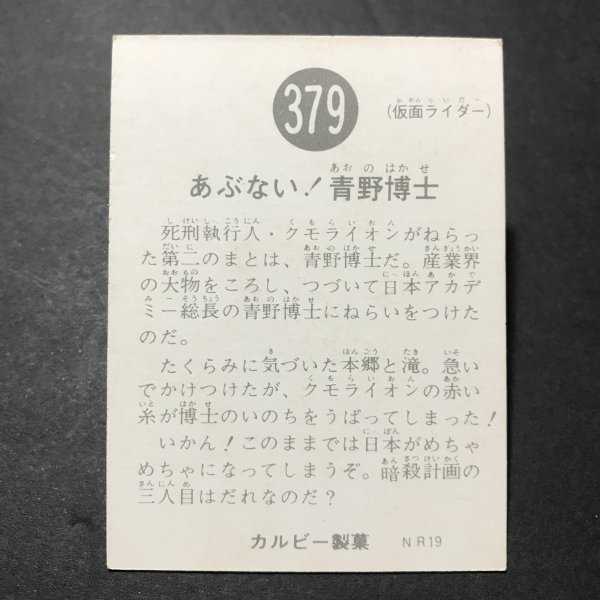 379
(仮面ライダー)
あぶない！青野博士
死刑執行人・クモライオンがねらっ
た第二のまとは、青野博士だ。産業界
の大物をころし、つづいて日本アカデ
ミー総長の青野博士にねらいをつけた
のだ。
たくらみに気づいた本郷と滝。急い
でかけつけたが、クモライオンの赤い
糸が博士のいのちをうばってしまった！
いかん！このままでは日本がめちゃ
めちゃになってしまうぞ。暗殺計画の
三人目はだれなのだ？
カルビー製菓 NR19